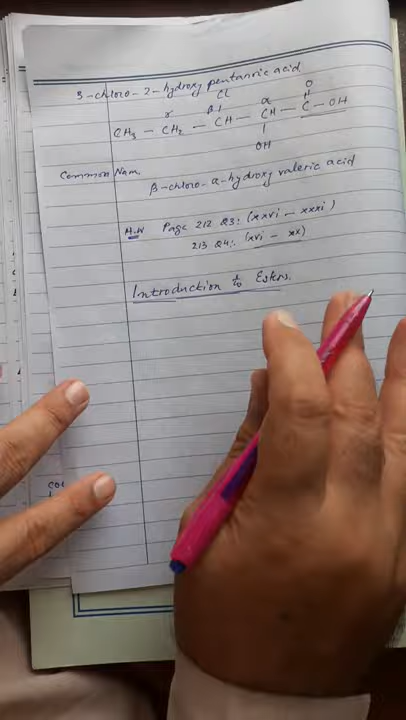 3-chloro-2-hydroxy pentanoic acid
γ β Cl α O
CH₃ — CH₂ — CH — CH — C — OH
OH
Common Name.
β-chloro-α-hydroxy valeric acid
H.W Page 212 Q3: (xxvi - xxxi)
213 Q4: (xvi - xx)
Introduction to Esters.